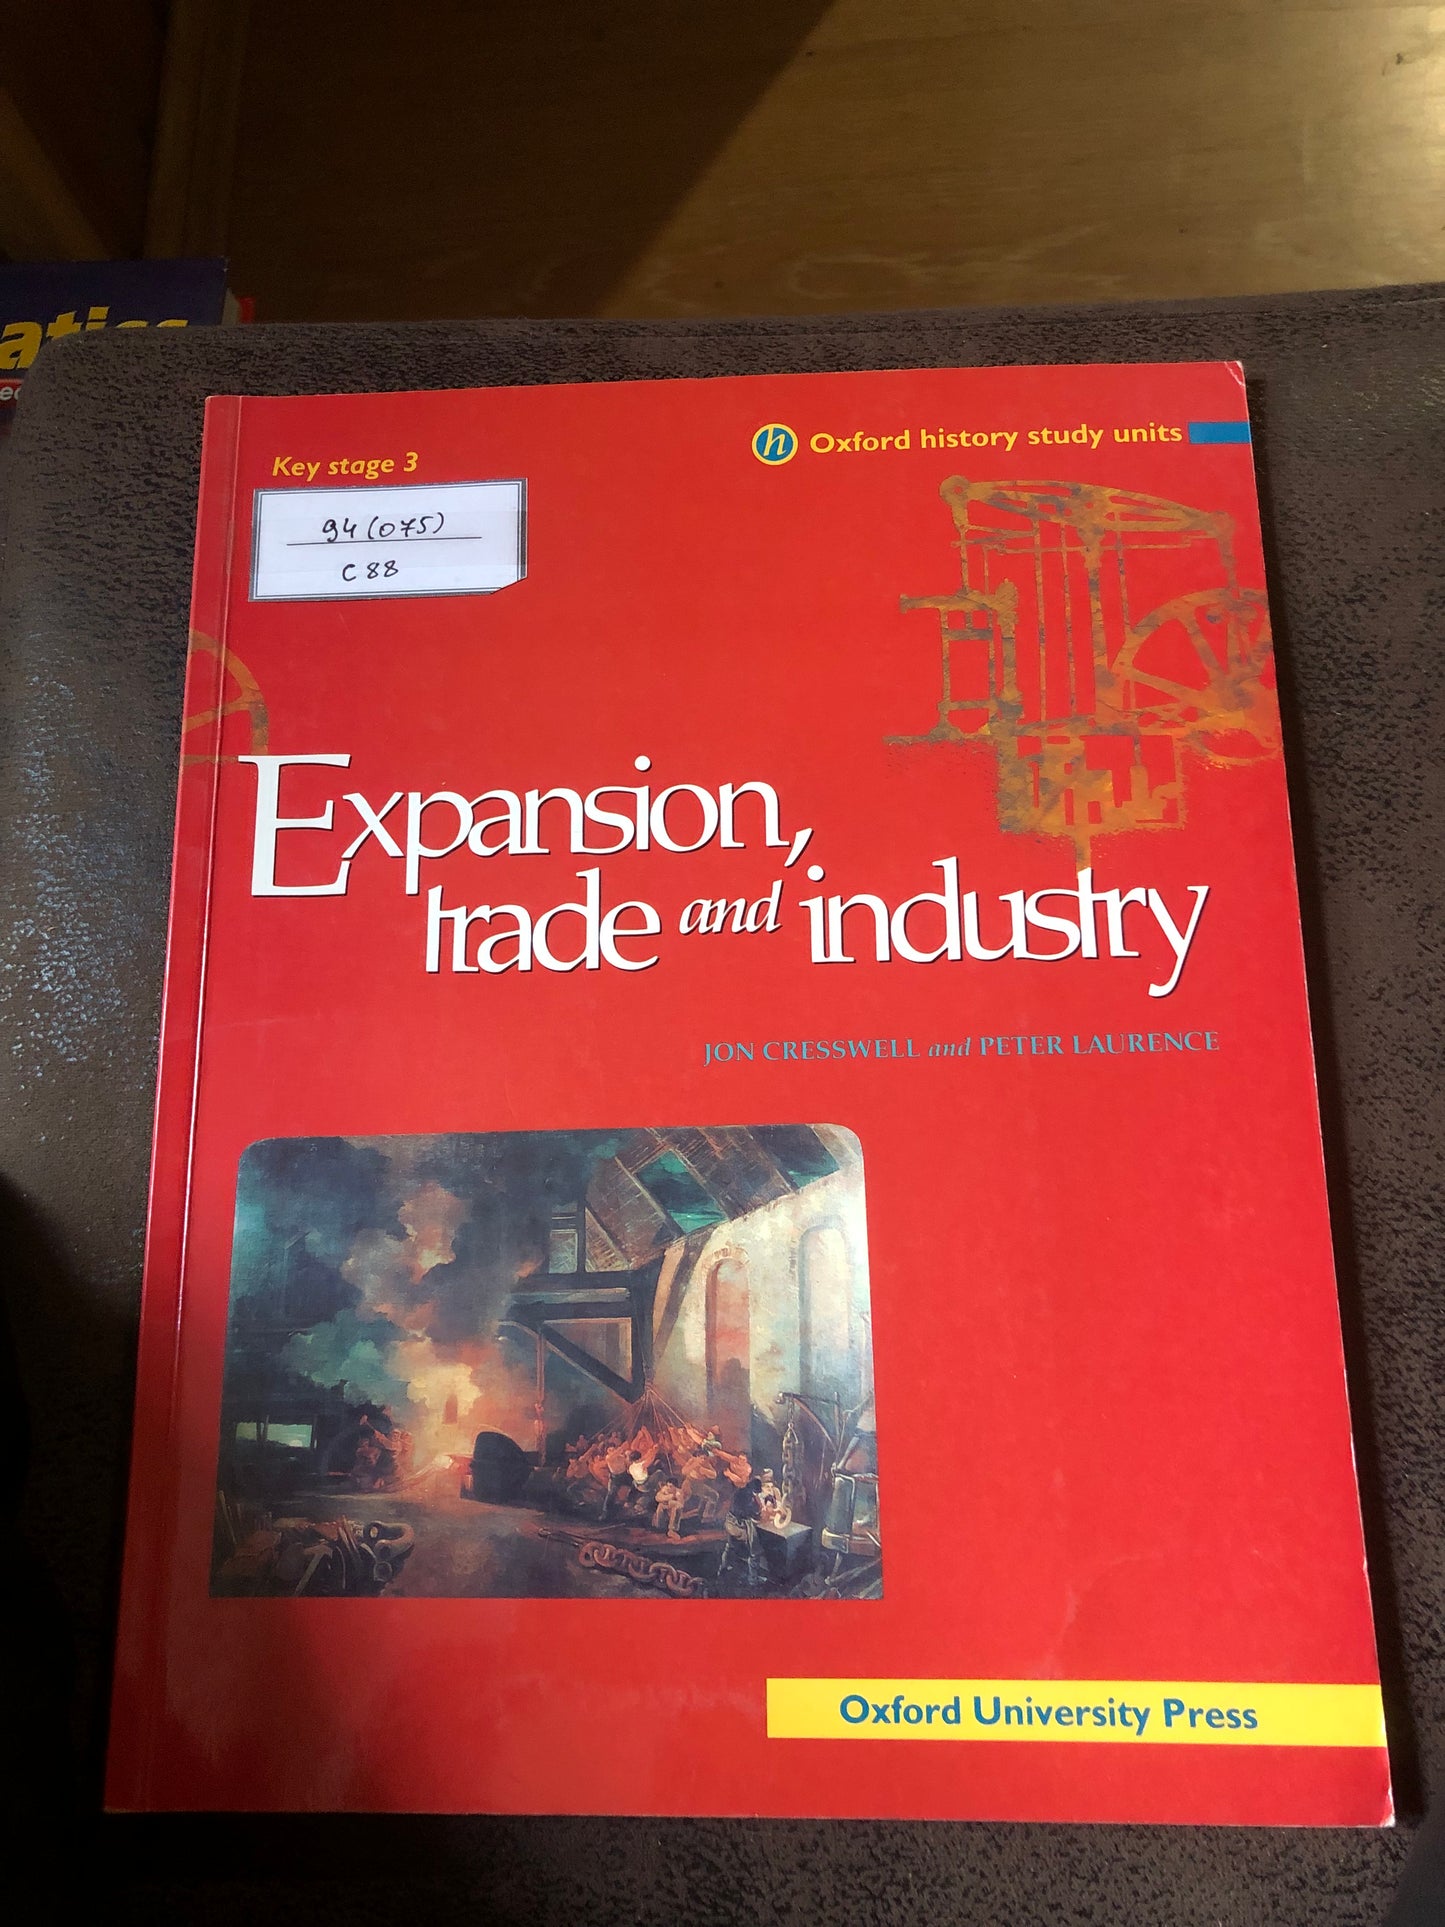 Oxford history study units
Key stage 3
94(075)
C 88
Expansion,
trade and industry
JON CRESSWELL and PETER LAURENCE
Oxford University Press